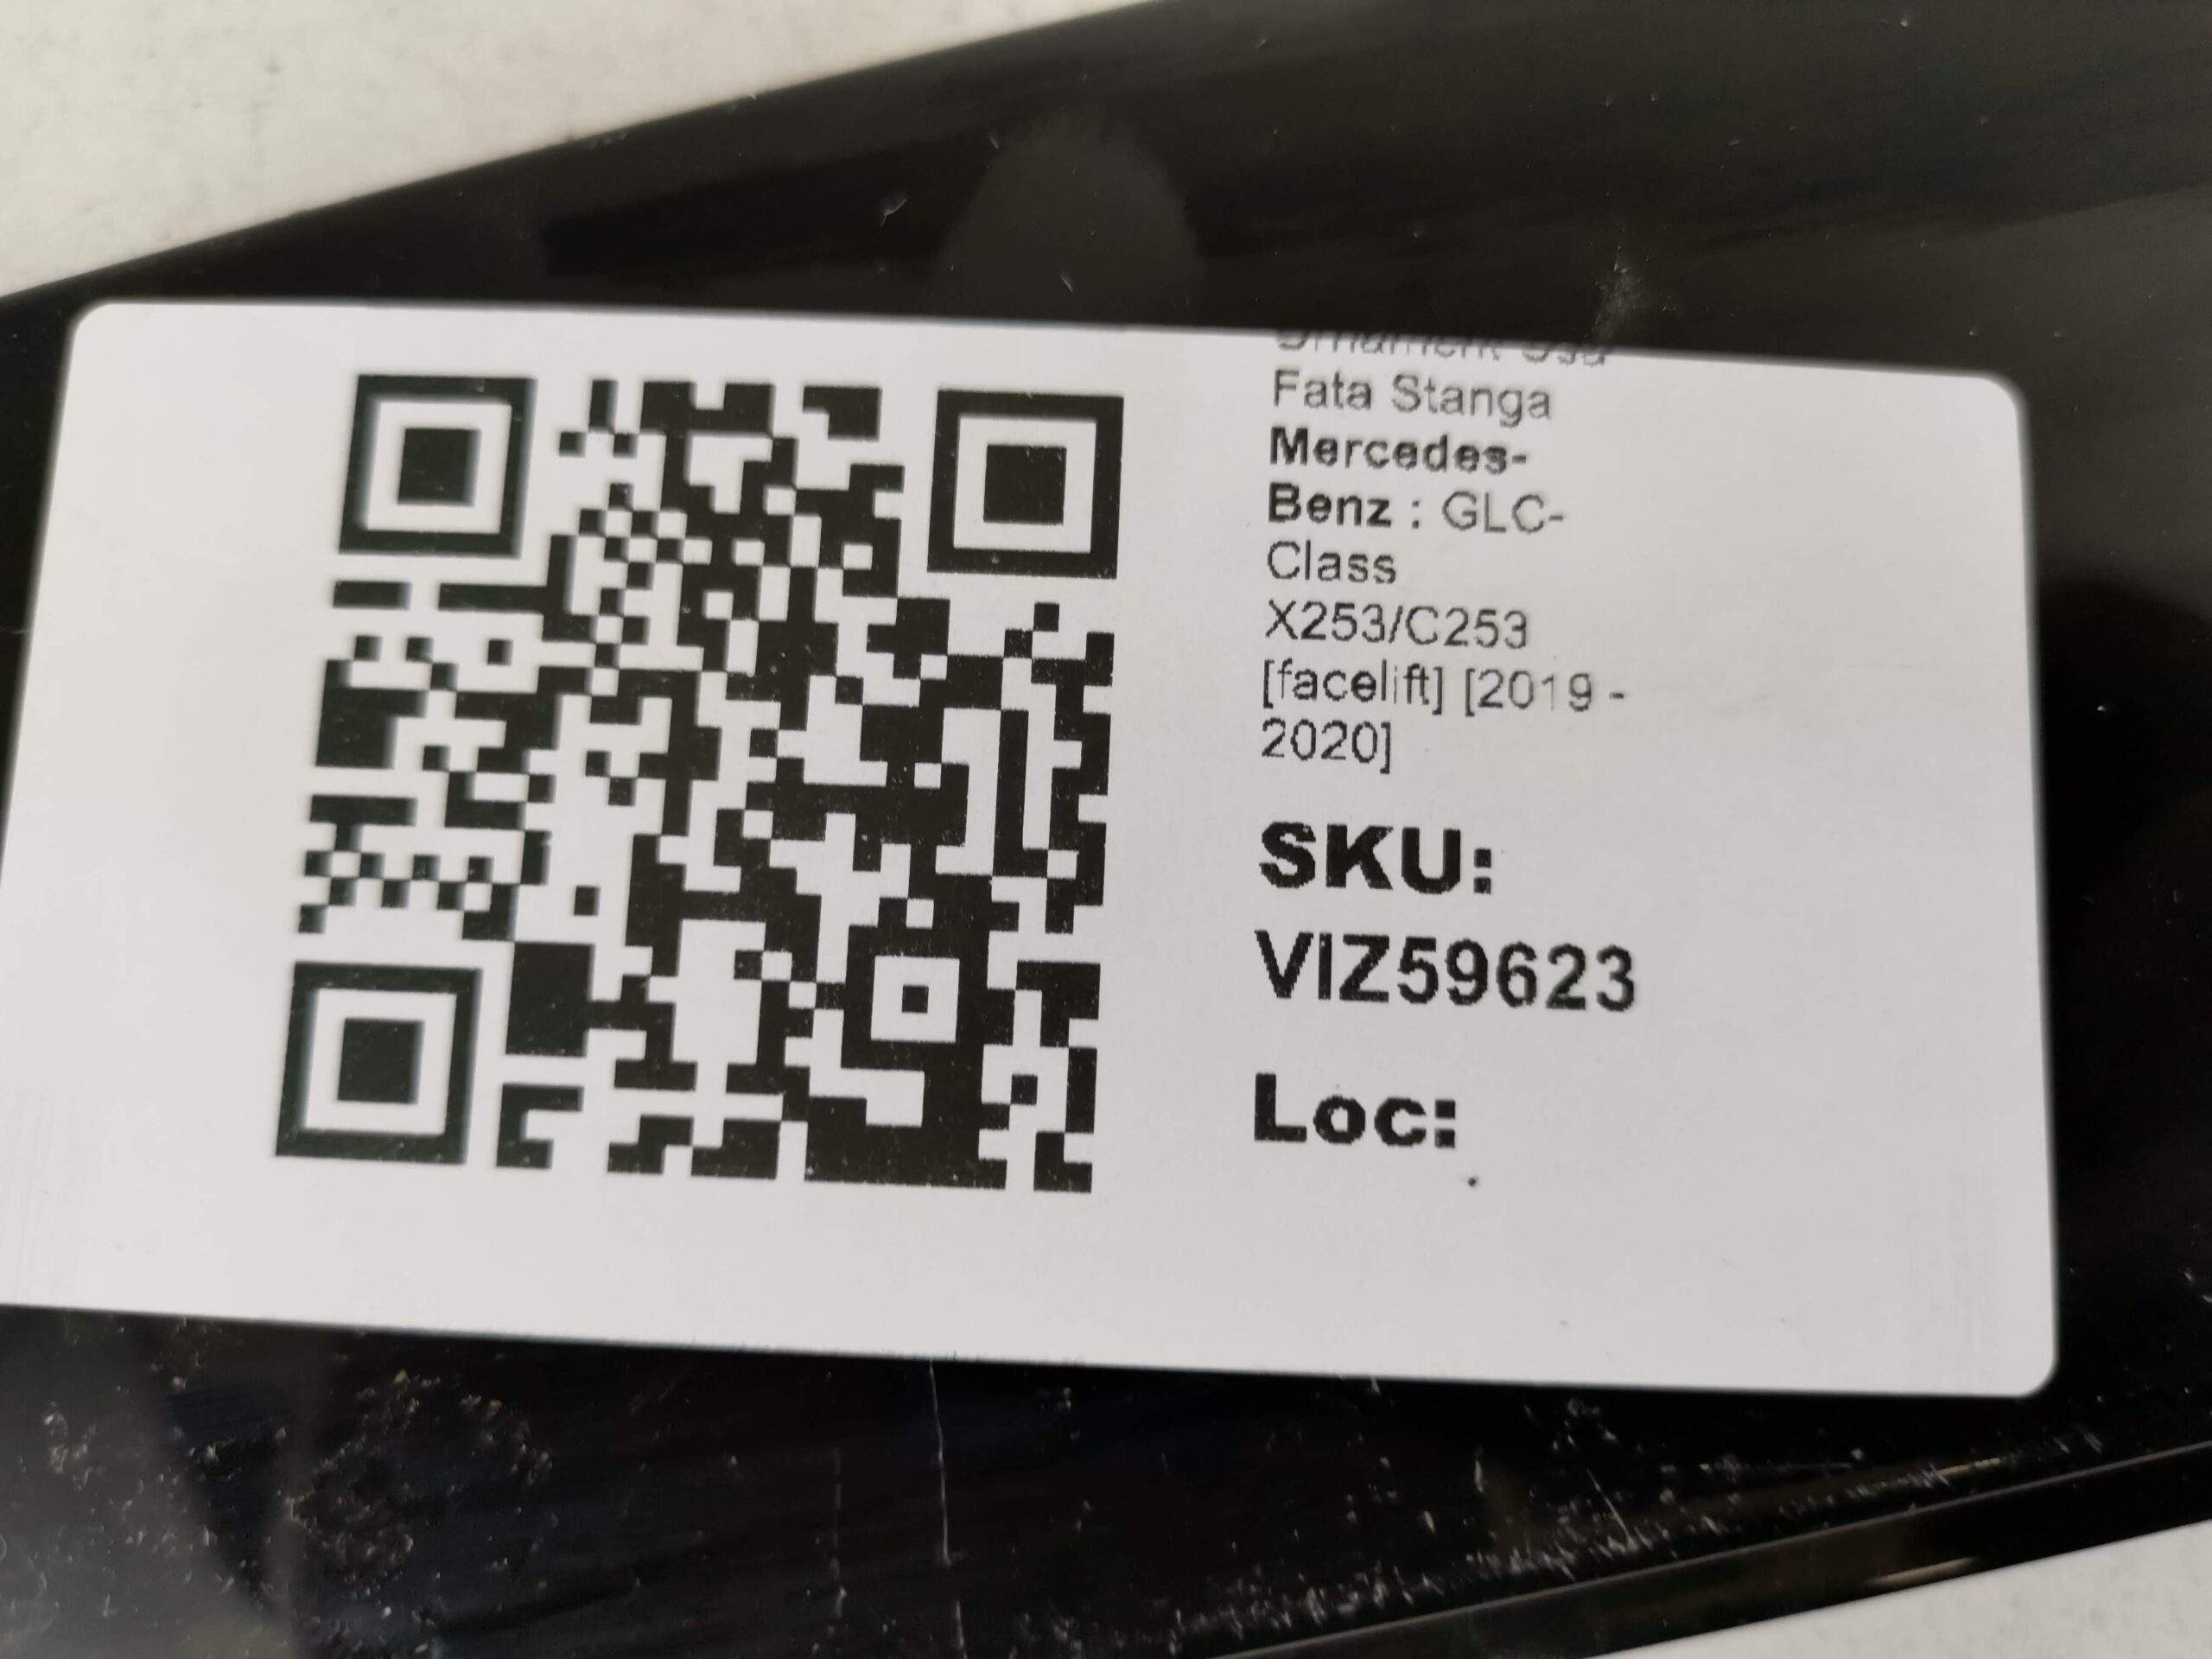 Fata Stanga
Mercedes-
Benz : GLC-
Class
X253/C253
[facelift] [2019 -
2020]
SKU:
VIZ59623
Loc: